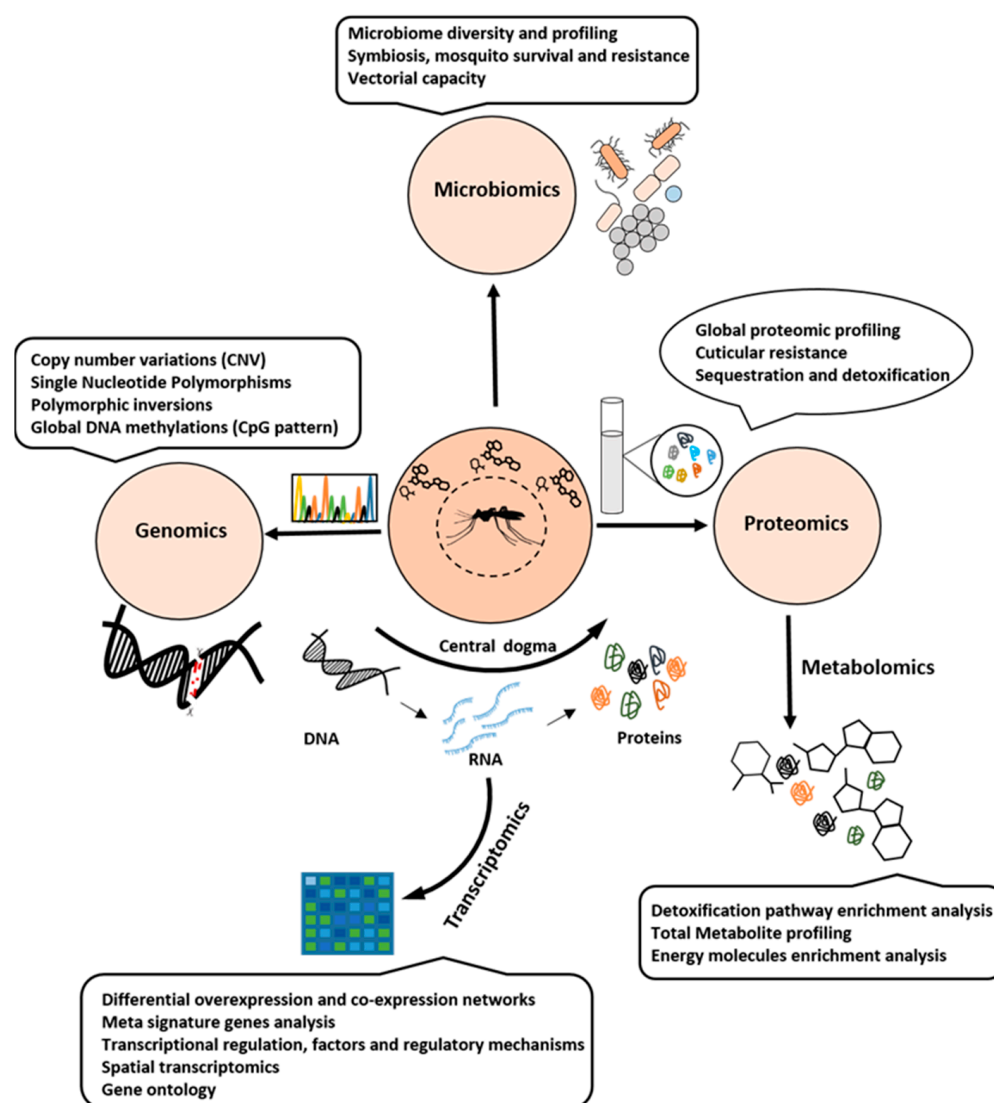 Microbiome diversity and profiling
Symbiosis, mosquito survival and resistance
Vectorial capacity
Microbiomics
Global proteomic profiling
Cuticular resistance
Sequestration and detoxification
Copy number variations (CNV)
Single Nucleotide Polymorphisms
Polymorphic inversions
Global DNA methylations (CpG pattern)
Genomics
Proteomics
Central dogma
Metabolomics
DNA
RNA
Proteins
Transcriptomics
Detoxification pathway enrichment analysis
Total Metabolite profiling
Energy molecules enrichment analysis
Differential overexpression and co-expression networks
Meta signature genes analysis
Transcriptional regulation, factors and regulatory mechanisms
Spatial transcriptomics
Gene ontology